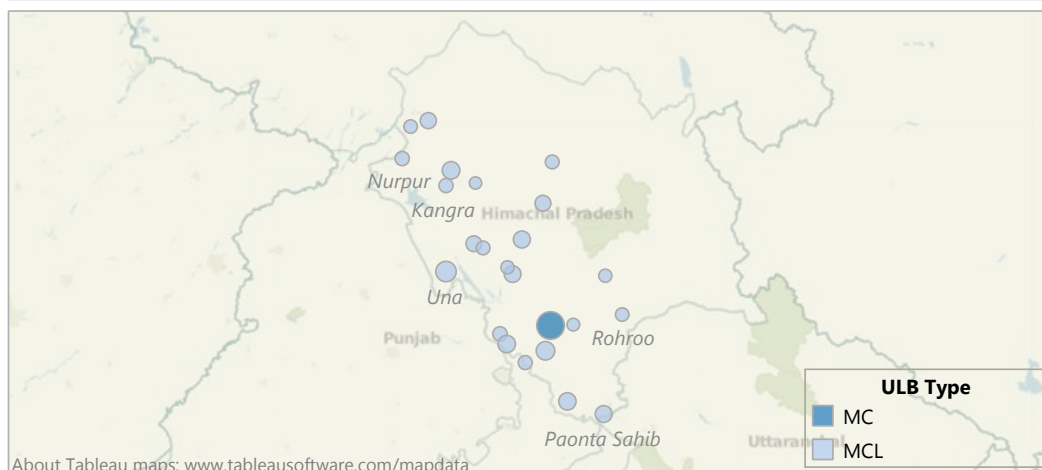 Nurpur
Kangra
Himachal Pradesh
Una
Punjab
Rohroo
ULB Type
MC
MCL
Paonta Sahib
Uttaranchal
About Tableau maps: www.tableausoftware.com/mapdata